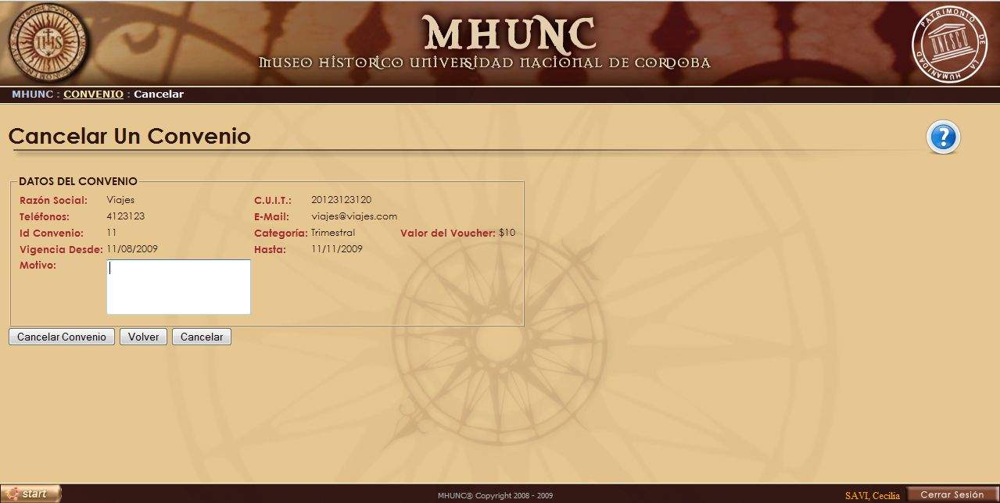 MHUNC
MUSEO HISTORICO UNIVERSIDAD NACIONAL DE CORDOBA
IHS
PATRIMONIO DE LA HUMANIDAD
UNESCO
MHUNC : CONVENIO : Cancelar
Cancelar Un Convenio
?
DATOS DEL CONVENIO
Razón Social: Viajes C.U.I.T.: 20123123120
Teléfonos: 4123123 E-Mail: viajes@viajes.com
Id Convenio: 11 Categoría: Trimestral Valor del Voucher: $10
Vigencia Desde: 11/08/2009 Hasta: 11/11/2009
Motivo:
Cancelar Convenio Volver Cancelar
start MHUNC® Copyright 2008 - 2009 SAVI, Cecilia Cerrar Sesión